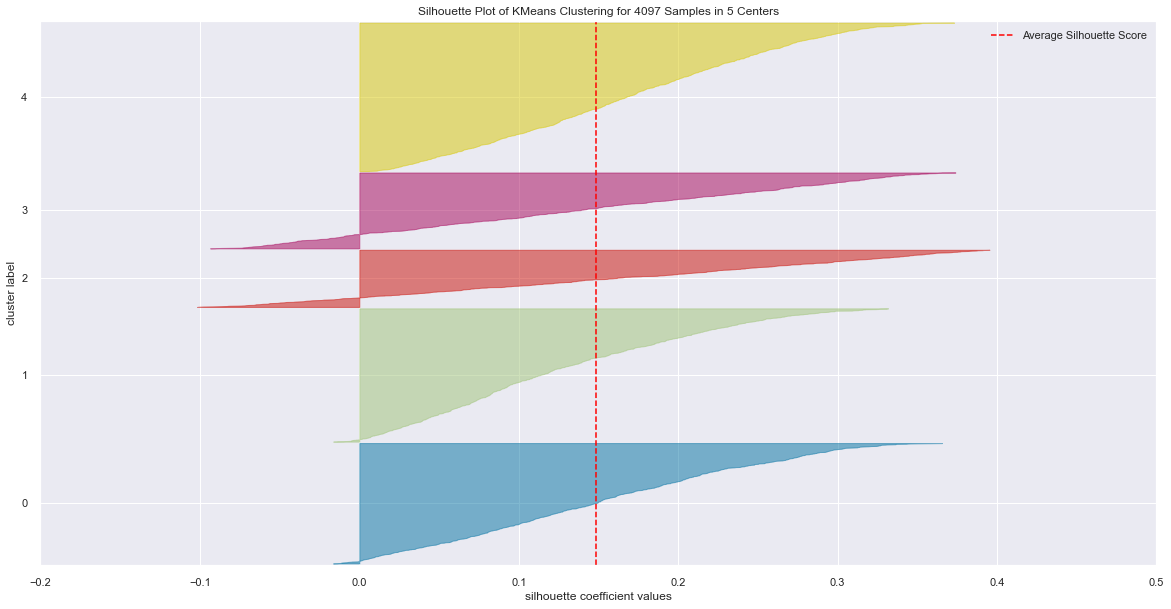 Silhouette Plot of KMeans Clustering for 4097 Samples in 5 Centers
Average Silhouette Score
4
3
2
1
0
cluster label
−0.2 −0.1 0.0 0.1 0.2 0.3 0.4 0.5
silhouette coefficient values